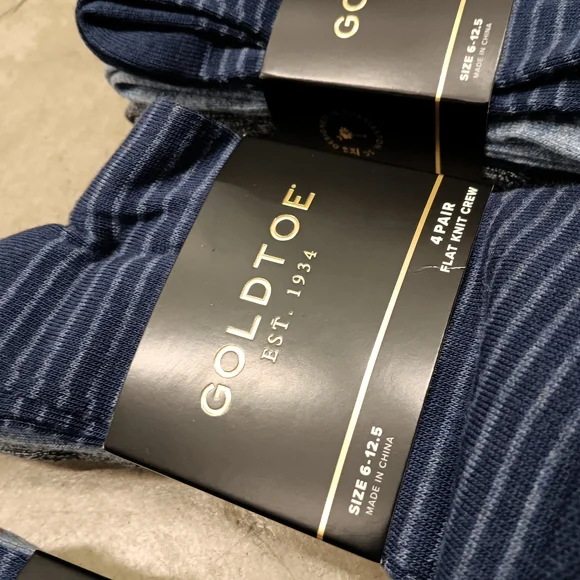 GO
SIZE 6-12.5
MADE IN CHINA
GOLDTOE®
EST. 1934
4 PAIR
FLAT KNIT CREW
SIZE 6-12.5
MADE IN CHINA